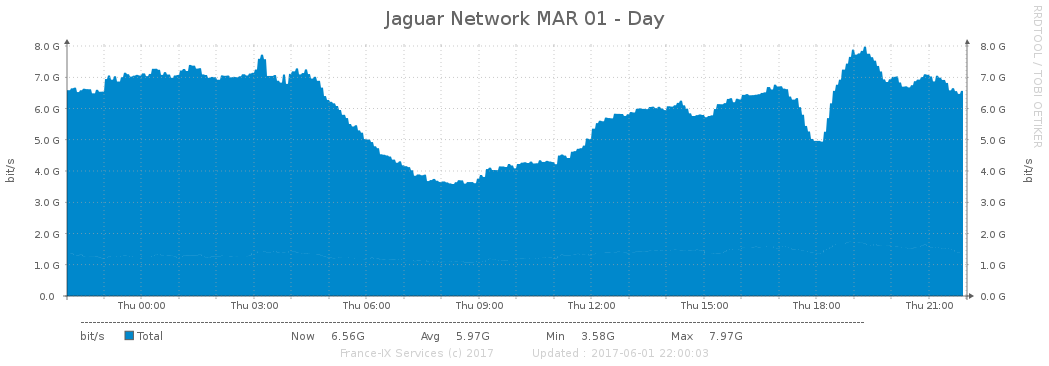 Jaguar Network MAR 01 - Day
RRDTOOL / TOBI OETIKER
8.0 G 8.0 G
7.0 G 7.0 G
6.0 G 6.0 G
5.0 G 5.0 G
4.0 G 4.0 G
3.0 G 3.0 G
2.0 G 2.0 G
1.0 G 1.0 G
0.0 0.0 G
bit/s
bit/s
Thu 00:00 Thu 03:00 Thu 06:00 Thu 09:00 Thu 12:00 Thu 15:00 Thu 18:00 Thu 21:00
bit/s Total Now 6.56G Avg 5.97G Min 3.58G Max 7.97G
France-IX Services (c) 2017 Updated : 2017-06-01 22:00:03